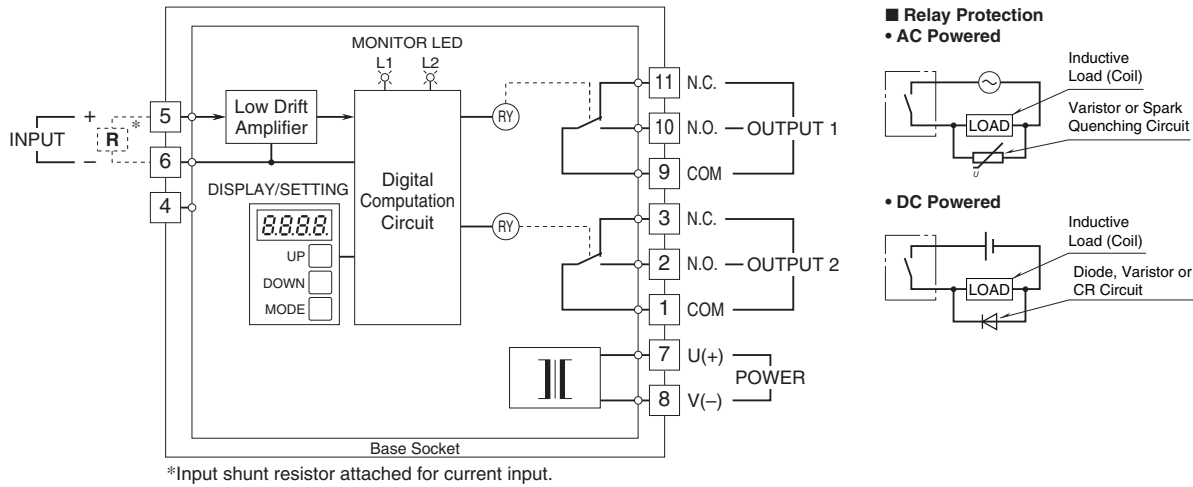 MONITOR LED
L1 L2
INPUT
+
–
R
*
5
6
4
Low Drift
Amplifier
DISPLAY/SETTING
8.8.8.8.
UP
DOWN
MODE
Digital
Computation
Circuit
RY
RY
11 N.C.
10 N.O. OUTPUT 1
9 COM
3 N.C.
2 N.O. OUTPUT 2
1 COM
7 U(+)
POWER
8 V(–)
Base Socket
*Input shunt resistor attached for current input.
■ Relay Protection
• AC Powered
Inductive
Load (Coil)
LOAD
Varistor or Spark
Quenching Circuit
U
• DC Powered
Inductive
Load (Coil)
LOAD
Diode, Varistor or
CR Circuit